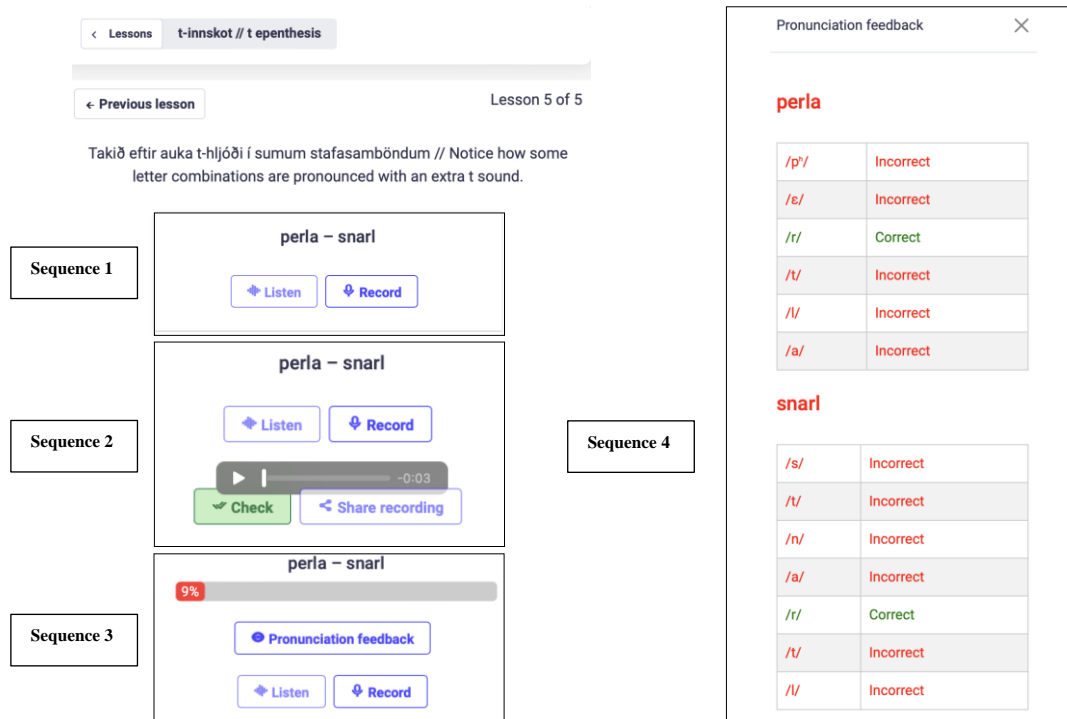 < Lessons t-innskot // t epenthesis
← Previous lesson Lesson 5 of 5
Takið eftir auka t-hljóði í sumum stafasamböndum // Notice how some
letter combinations are pronounced with an extra t sound.
Sequence 1
perla – snarl
Listen Record
Sequence 2
perla – snarl
Listen Record
-0:03
Check Share recording
Sequence 3
perla – snarl
9%
Pronunciation feedback
Listen Record
Sequence 4
Pronunciation feedback
perla
/pʰ/ Incorrect
/ɛ/ Incorrect
/r/ Correct
/t/ Incorrect
/l/ Incorrect
/a/ Incorrect
snarl
/s/ Incorrect
/t/ Incorrect
/n/ Incorrect
/a/ Incorrect
/r/ Correct
/t/ Incorrect
/l/ Incorrect